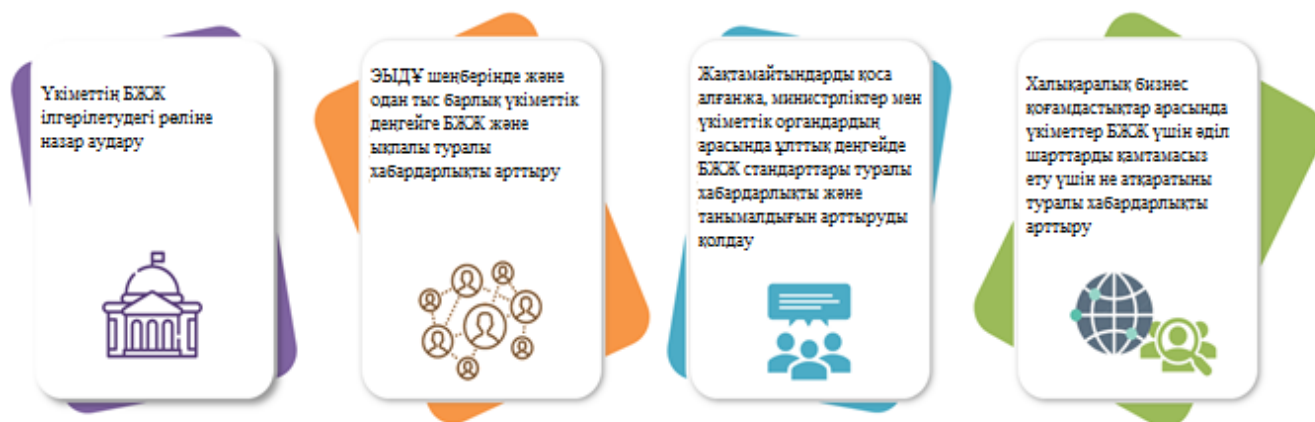 Үкіметтің БЖЖ
ілгерілетудегі рөліне
назар аудару
ЭЫДҰ шеңберінде және
одан тыс барлық үкіметтік
деңгейге БЖЖ және
ықпалы туралы
хабардарлықты арттыру
Жақтамайтындарды қоса
алғанжа, министрліктер мен
үкіметтік органдардың
арасында ұлттық деңгейде
БЖЖ стандарттары туралы
хабардарлықты және
танымалдығын арттыруды
қолдау
Халықаралық бизнес
қоғамдастықтар арасында
үкіметтер БЖЖ үшін әділ
шарттарды қамтамасыз
ету үшін не атқаратыны
туралы хабардарлықты
арттыру